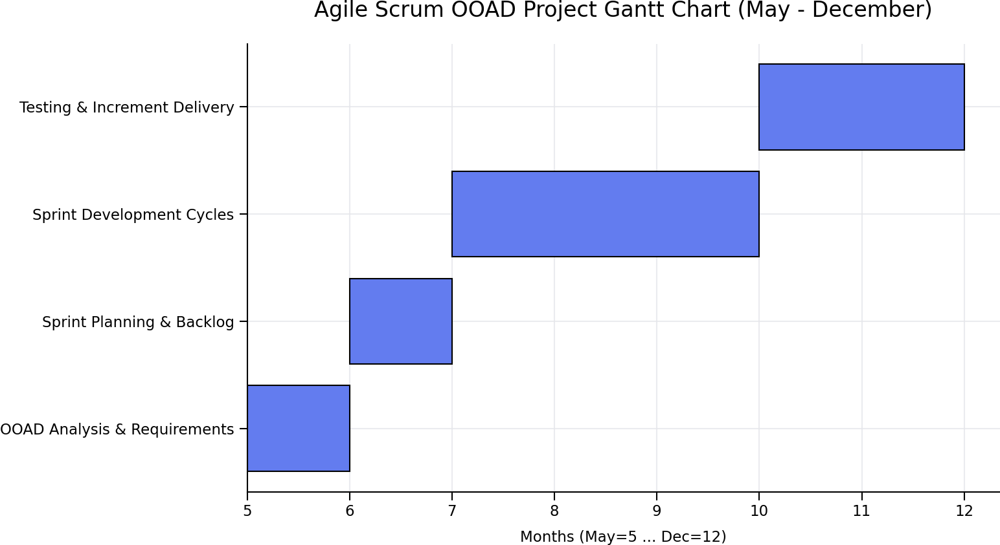 Agile Scrum OOAD Project Gantt Chart (May - December)
Testing & Increment Delivery
Sprint Development Cycles
Sprint Planning & Backlog
OOAD Analysis & Requirements
5 6 7 8 9 10 11 12
Months (May=5 ... Dec=12)